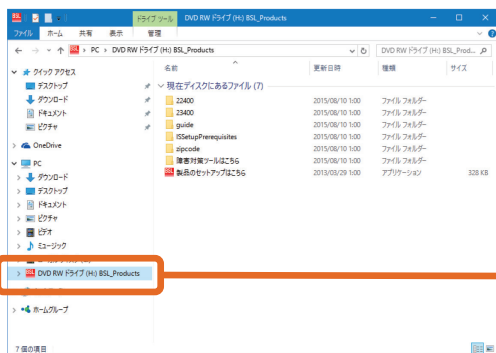 BSL
ドライブ ツール
DVD RW ドライブ (H:) BSL_Products
ファイル
ホーム
共有
表示
管理
BSL > PC > DVD RW ドライブ (H:) BSL_Products
DVD RW ドライブ (H:) BSL_Prod...
名前
更新日時
種類
サイズ
クイック アクセス
デスクトップ
ダウンロード
ドキュメント
ピクチャ
OneDrive
PC
ダウンロード
デスクトップ
ドキュメント
ピクチャ
ビデオ
ミュージック
BSL DVD RW ドライブ (H:) BSL_Products
ホームグループ
現在ディスクにあるファイル (7)
22400 2015/08/10 1:00 ファイル フォルダー
23400 2015/08/10 1:00 ファイル フォルダー
guide 2015/08/10 1:00 ファイル フォルダー
ISSetupPrerequisites 2015/08/10 1:00 ファイル フォルダー
zipcode 2015/08/10 1:00 ファイル フォルダー
障害対策ツールはこちら 2015/08/10 1:00 ファイル フォルダー
BSL 製品のセットアップはこちら 2013/03/29 1:00 アプリケーション 328 KB
7 個の項目